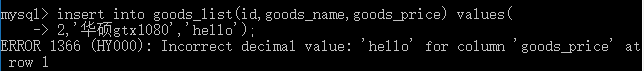 mysql> insert into goods_list(id,goods_name,goods_price) values(
    -> 2,'华硕gtx1080','hello');
ERROR 1366 (HY000): Incorrect decimal value: 'hello' for column 'goods_price' at
 row 1